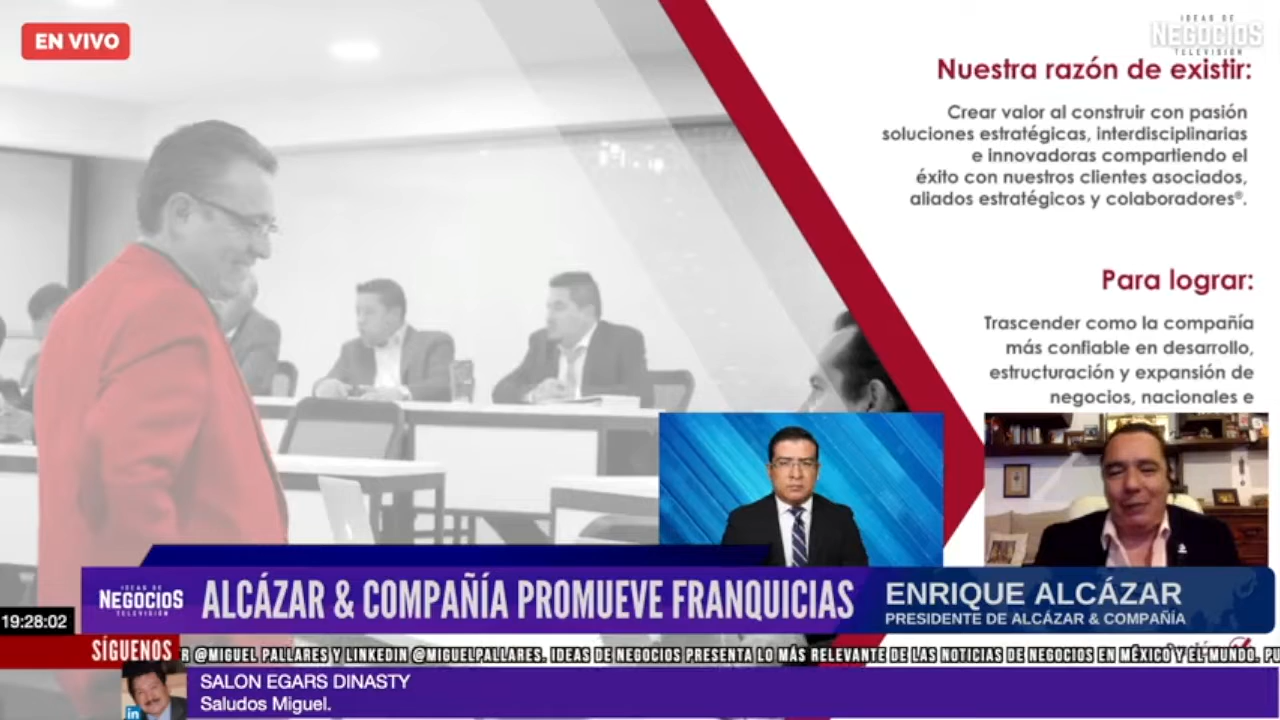 EN VIVO
IDEAS DE
NEGOCIOS
TELEVISIÓN
Nuestra razón de existir:
Crear valor al construir con pasión
soluciones estratégicas, interdisciplinarias
e innovadoras compartiendo el
éxito con nuestros clientes asociados,
aliados estratégicos y colaboradores®.
Para lograr:
Trascender como la compañía
más confiable en desarrollo,
estructuración y expansión de
negocios, nacionales e
IDEAS DE
NEGOCIOS
TELEVISIÓN
ALCÁZAR & COMPAÑÍA PROMUEVE FRANQUICIAS
ENRIQUE ALCÁZAR
PRESIDENTE DE ALCÁZAR & COMPAÑÍA
19:28:02
SÍGUENOS
R @MIGUEL PALLARES Y LINKEDIN @MIGUELPALLARES. IDEAS DE NEGOCIOS PRESENTA LO MÁS RELEVANTE DE LAS NOTICIAS DE NEGOCIOS EN MÉXICO Y EL MUNDO. PU
SALON EGARS DINASTY
Saludos Miguel.
in